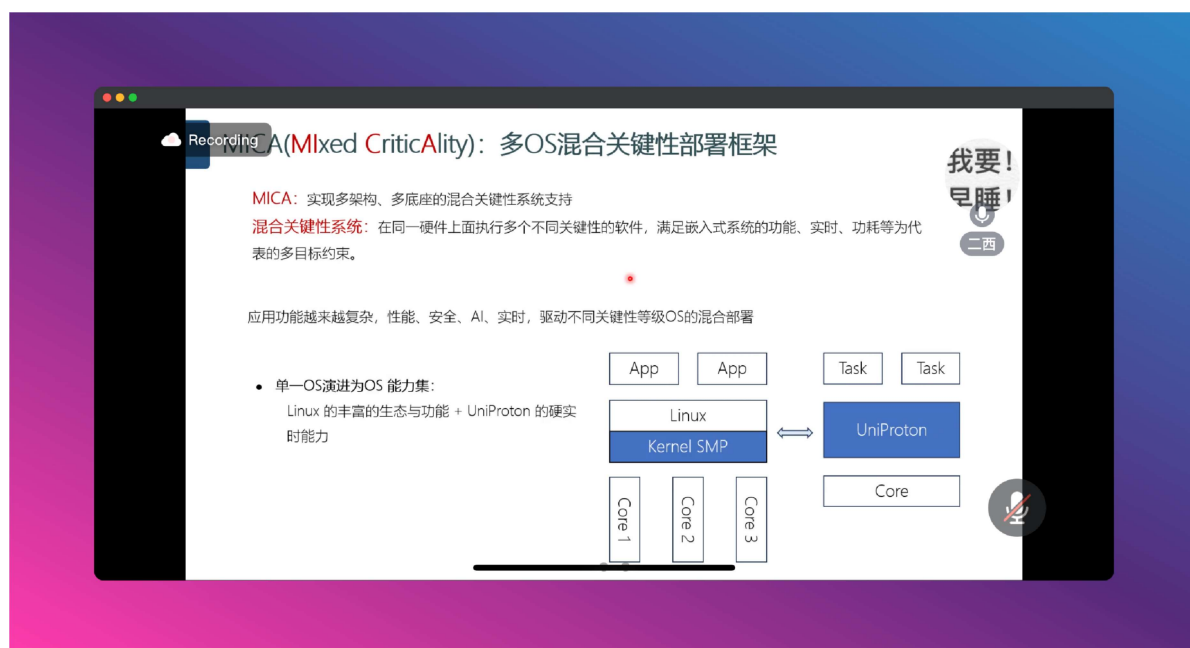 Recording
MICA(MIxed CriticAlity)：多OS混合关键性部署框架
我要！
早睡！
二西
MICA：实现多架构、多底座的混合关键性系统支持
混合关键性系统：在同一硬件上面执行多个不同关键性的软件，满足嵌入式系统的功能、实时、功耗等为代
表的多目标约束。
应用功能越来越复杂，性能、安全、AI、实时，驱动不同关键性等级OS的混合部署
• 单一OS演进为OS 能力集：
Linux 的丰富的生态与功能 + UniProton 的硬实
时能力
App App Task Task
Linux
Kernel SMP
UniProton
Core
Core 1
Core 2
Core 3